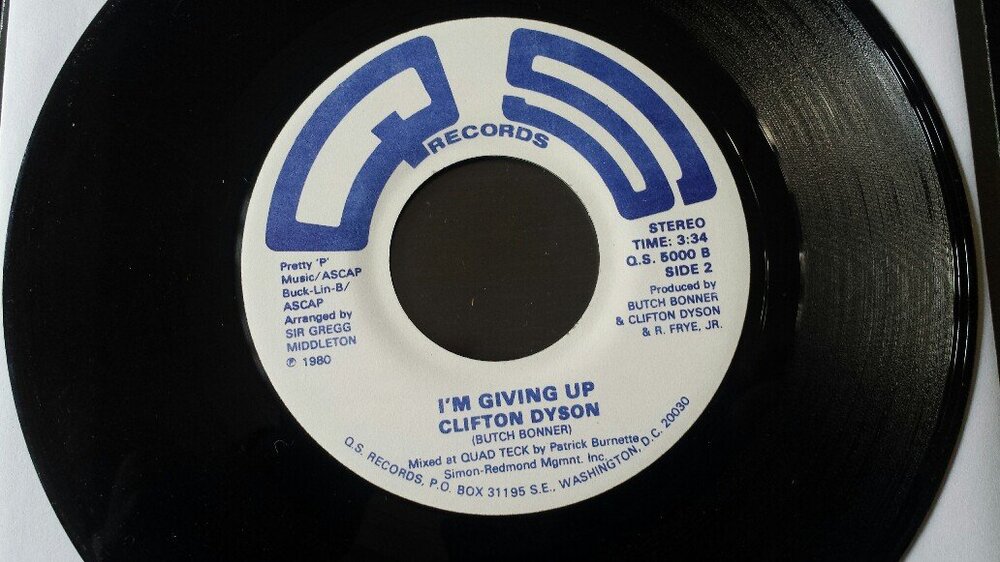 QS
RECORDS
STEREO
TIME: 3:34
Q.S. 5000 B
SIDE 2
Produced by
BUTCH BONNER
& CLIFTON DYSON
& R. FRYE, JR.
Pretty 'P'
Music/ASCAP
Buck-Lin-B/
ASCAP
Arranged by
SIR GREGG
MIDDLETON
℗ 1980
I'M GIVING UP
CLIFTON DYSON
(BUTCH BONNER)
Mixed at QUAD TECK by Patrick Burnette
Simon-Redmond Mgmnt. Inc.
Q.S. RECORDS, P.O. BOX 31195 S.E., WASHINGTON, D.C. 20030